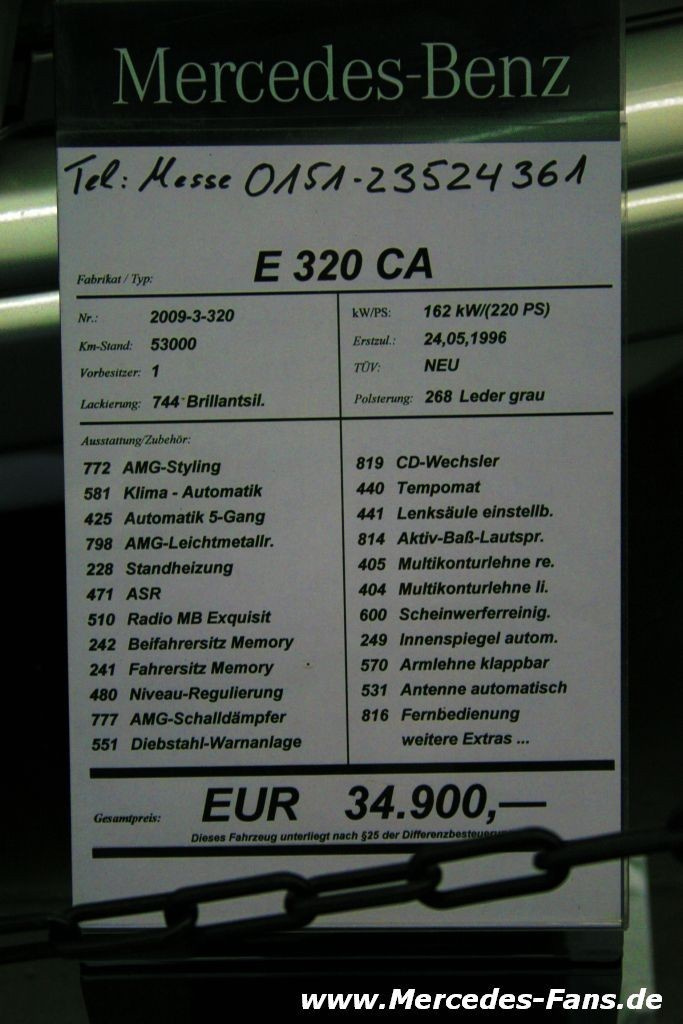 Mercedes-Benz
Tel: Messe 0151-23524361
Fabrikat / Typ: E 320 CA
Nr.: 2009-3-320
Km-Stand: 53000
Vorbesitzer: 1
Lackierung: 744 Brillantsil.
kW/PS: 162 kW/(220 PS)
Erstzul.: 24,05,1996
TÜV: NEU
Polsterung: 268 Leder grau
Ausstattung/Zubehör:
772 AMG-Styling
581 Klima - Automatik
425 Automatik 5-Gang
798 AMG-Leichtmetallr.
228 Standheizung
471 ASR
510 Radio MB Exquisit
242 Beifahrersitz Memory
241 Fahrersitz Memory
480 Niveau-Regulierung
777 AMG-Schalldämpfer
551 Diebstahl-Warnanlage
819 CD-Wechsler
440 Tempomat
441 Lenksäule einstellb.
814 Aktiv-Baß-Lautspr.
405 Multikonturlehne re.
404 Multikonturlehne li.
600 Scheinwerferreinig.
249 Innenspiegel autom.
570 Armlehne klappbar
531 Antenne automatisch
816 Fernbedienung
weitere Extras ...
Gesamtpreis: EUR 34.900,—
Dieses Fahrzeug unterliegt nach §25 der
www.Mercedes-Fans.de